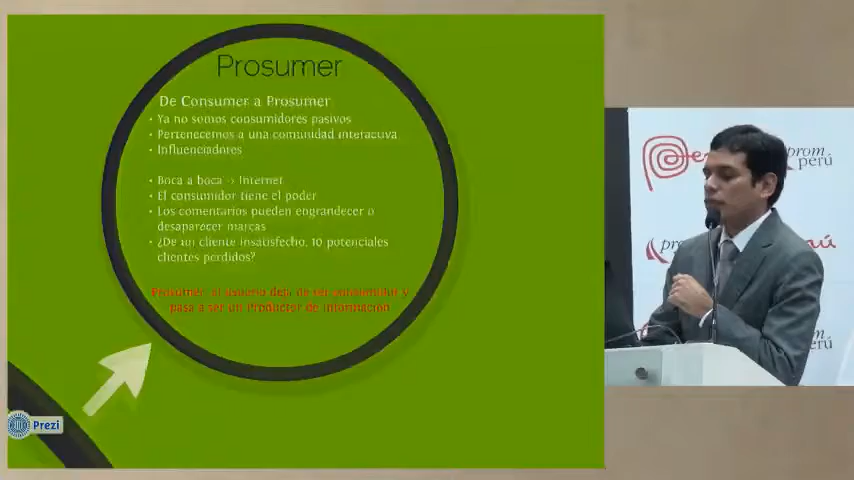 Prosumer
De Consumer a Prosumer
• Ya no somos consumidores pasivos
• Pertenecemos a una comunidad interactiva
• Influenciadores
• Boca a boca -> Internet
• El consumidor tiene el poder
• Los comentarios pueden engrandecer o
desaparecer marcas
• ¿De un cliente insatisfecho, 10 potenciales
clientes perdidos?
Prosumer: el usuario deja de ser consumidor y
pasa a ser un Productor de Información
Prezi
prom
perú